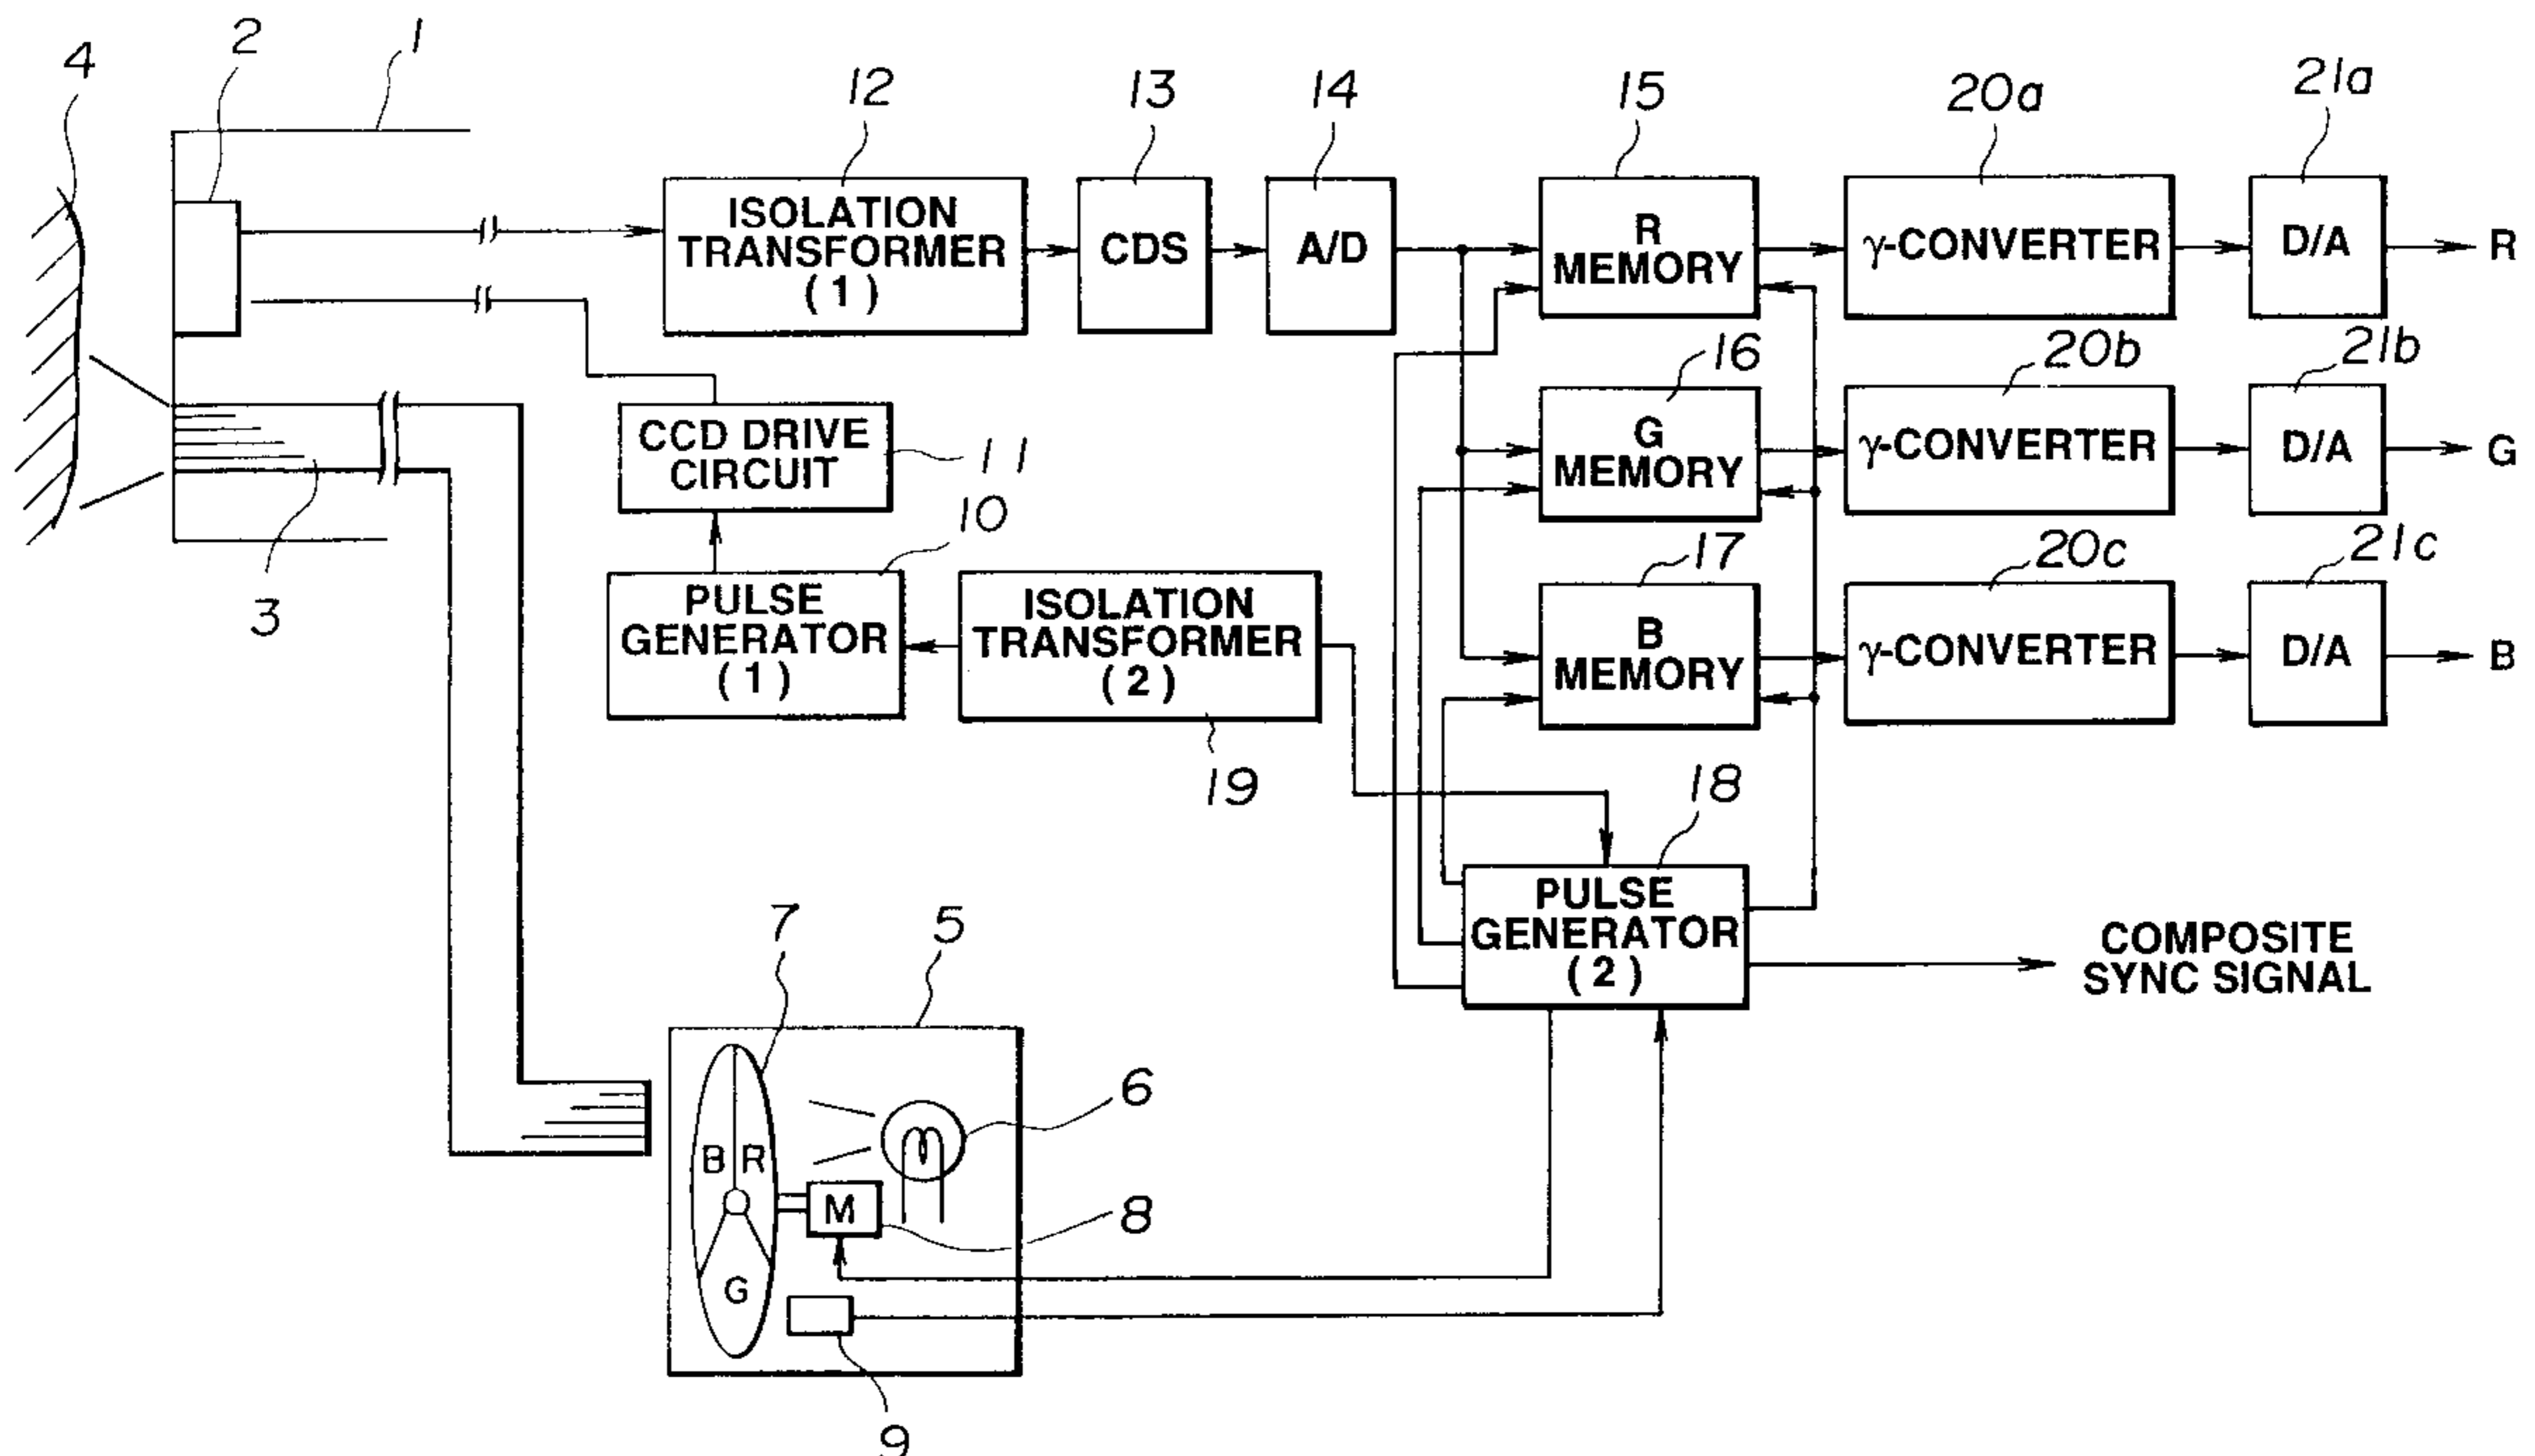 1
2
4
12
13
14
15
20a
21a
ISOLATION
TRANSFORMER
(1)
CDS
A/D
R
MEMORY
γ-CONVERTER
D/A
R
16
20b
21b
CCD DRIVE
CIRCUIT
11
G
MEMORY
γ-CONVERTER
D/A
G
3
10
17
20c
21c
PULSE
GENERATOR
(1)
ISOLATION
TRANSFORMER
(2)
B
MEMORY
γ-CONVERTER
D/A
B
19
18
PULSE
GENERATOR
(2)
COMPOSITE
SYNC SIGNAL
7
5
6
B R
M
8
G
9